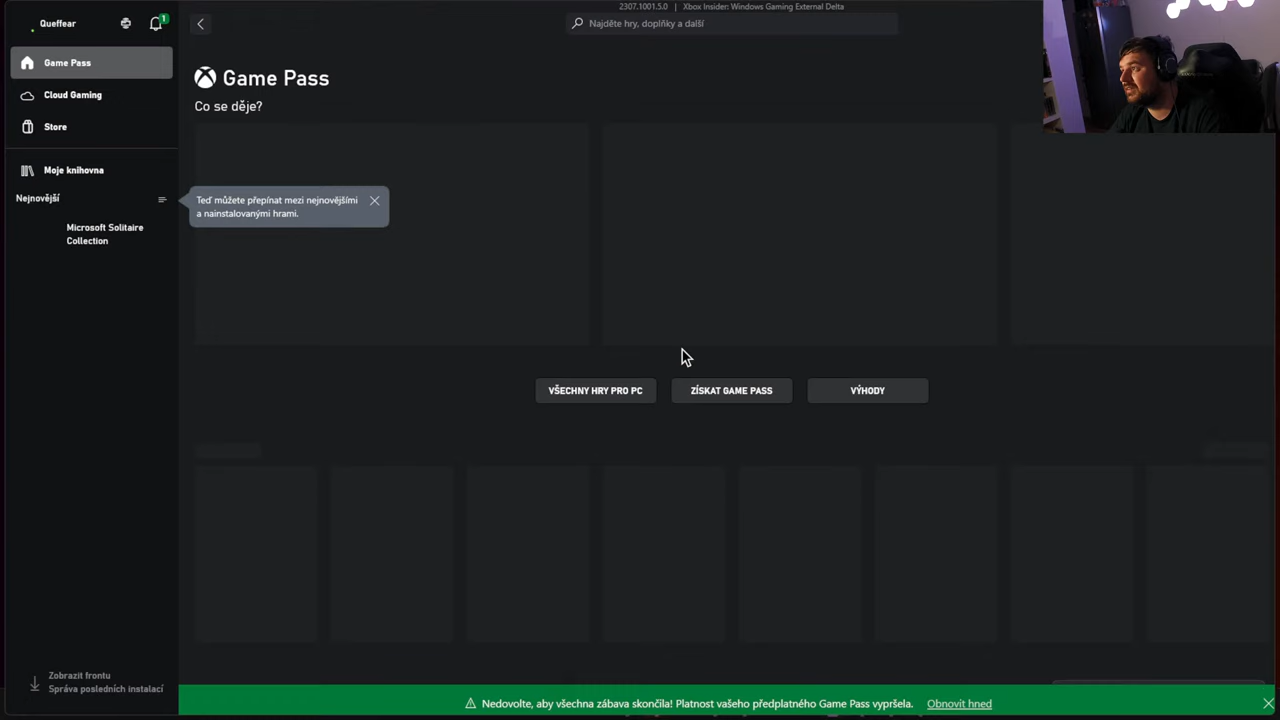 Queffear
1
2307.1001.5.0 | Xbox Insider: Windows Gaming External Delta
Najděte hry, doplňky a další
Game Pass
Cloud Gaming
Store
Moje knihovna
Nejnovější
Microsoft Solitaire
Collection
Game Pass
Co se děje?
Teď můžete přepínat mezi nejnovějšími
a nainstalovanými hrami.
VŠECHNY HRY PRO PC
ZÍSKAT GAME PASS
VÝHODY
Zobrazit frontu
Správa posledních instalací
Nedovolte, aby všechna zábava skončila! Platnost vašeho předplatného Game Pass vypršela. Obnovit hned